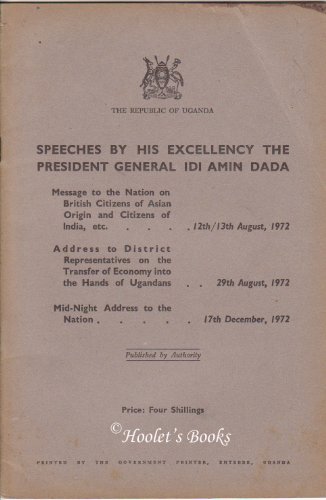 THE REPUBLIC OF UGANDA
SPEECHES BY HIS EXCELLENCY THE
PRESIDENT GENERAL IDI AMIN DADA
Message to the Nation on
British Citizens of Asian
Origin and Citizens of
India, etc. . . . . 12th/13th August, 1972
Address to District
Representatives on the
Transfer of Economy into
the Hands of Ugandans . . 29th August, 1972
Mid-Night Address to the
Nation . . . . . 17th December, 1972
Published by Authority
Price: Four Shillings
© Hoolet's Books
PRINTED BY THE GOVERNMENT PRINTER, ENTEBBE, UGANDA